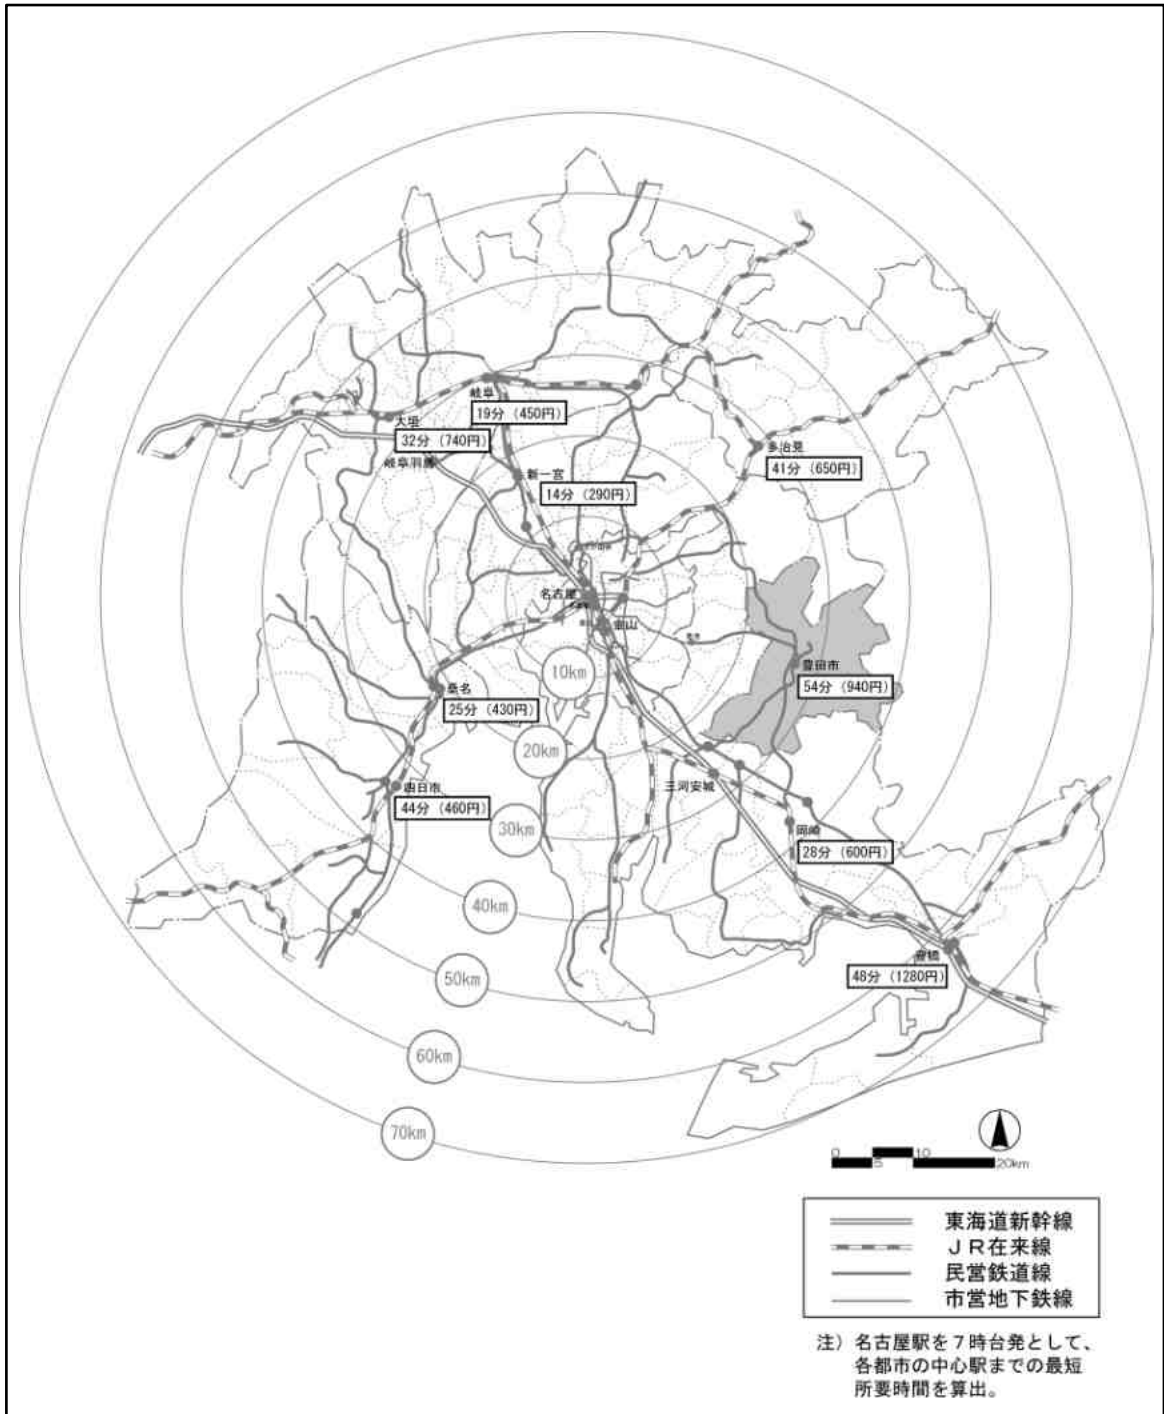 岐阜
19分（450円）
大垣
32分（740円）
岐阜羽島
新一宮
14分（290円）
多治見
41分（650円）
名古屋
金山
豊田市
54分（940円）
10km
桑名
25分（430円）
20km
三河安城
四日市
44分（460円）
30km
岡崎
28分（600円）
40km
豊橋
48分（1280円）
50km
60km
70km
0 10
5 20km
東海道新幹線
ＪＲ在来線
民営鉄道線
市営地下鉄線
注）名古屋駅を７時台発として、
各都市の中心駅までの最短
所要時間を算出。